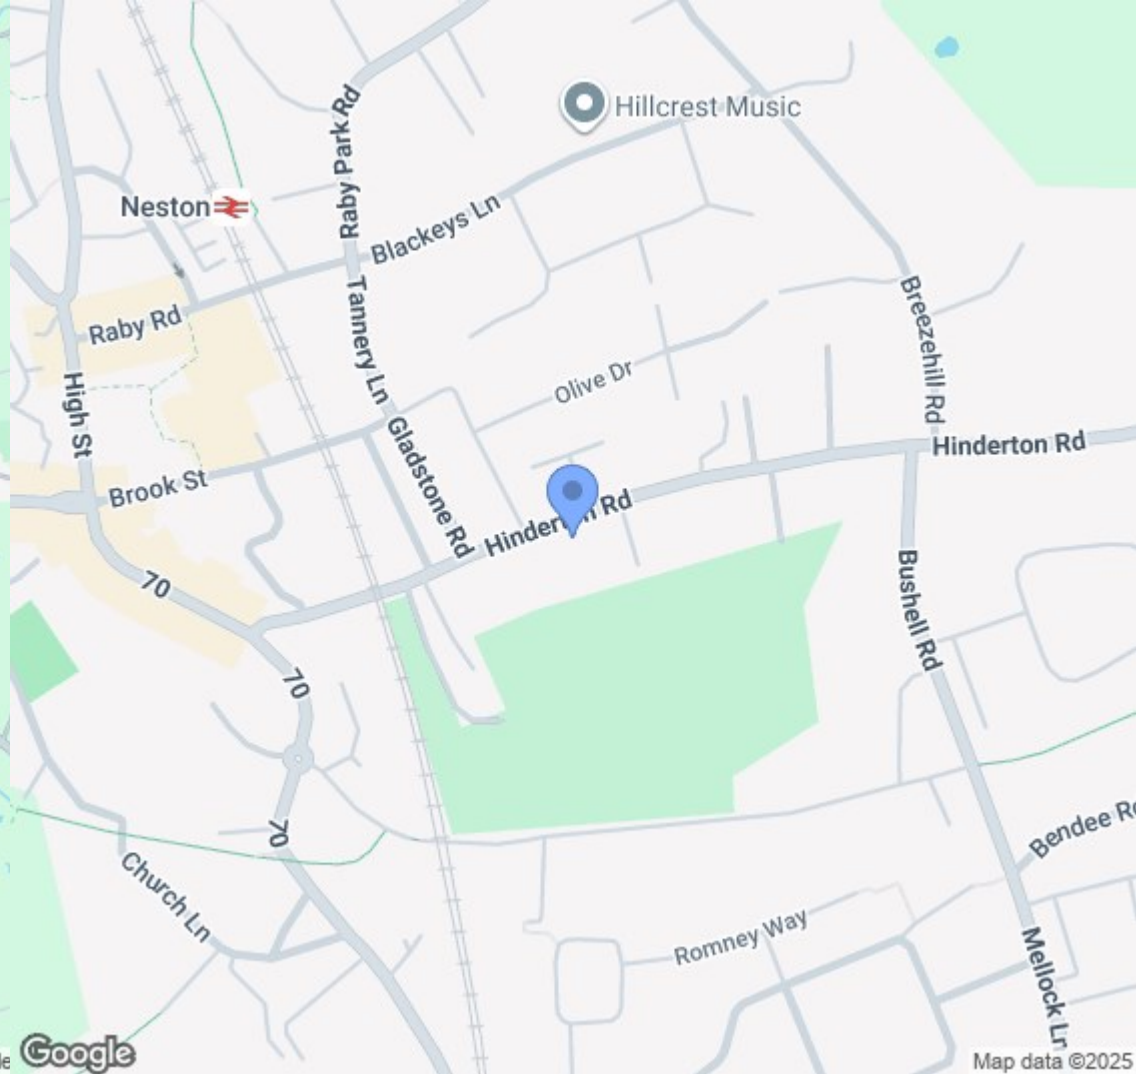 Hillcrest Music
Raby Park Rd
Neston
Blackeys Ln
Raby Rd
Tannery Ln
Breezehill Rd
High St
Olive Dr
Gladstone Rd
Hinderton Rd
Brook St
Hinderton Rd
70
Bushell Rd
70
70
Bendee Rd
Church Ln
Romney Way
Mellock Ln
Google
Map data ©2025